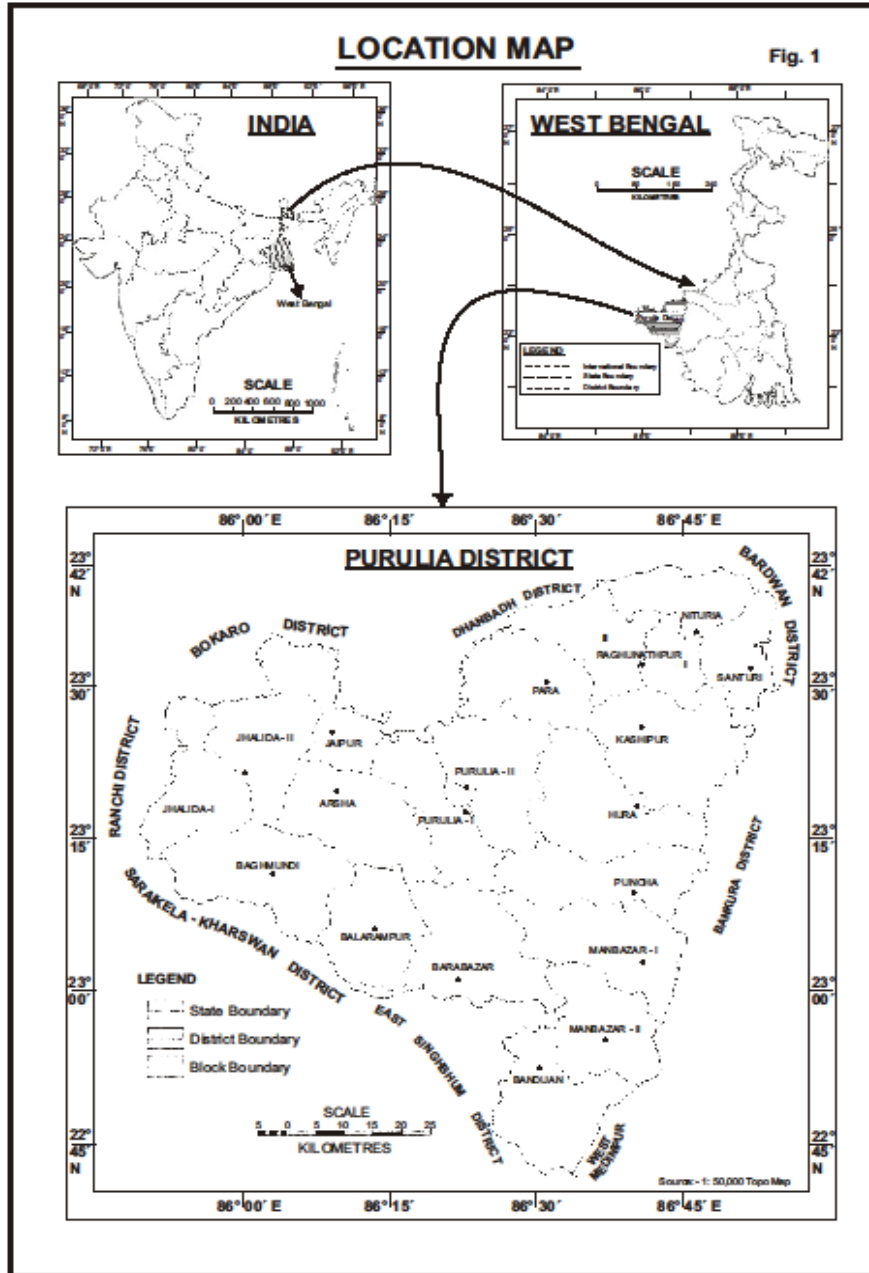 LOCATION MAP
Fig. 1
INDIA
West Bengal
SCALE
0 200 400 600 800 1000
KILOMETRES
WEST BENGAL
SCALE
KILOMETRES
LEGEND
International Boundary
State Boundary
District Boundary
86° 00´ E
86° 15´ E
86° 30´ E
86° 45´ E
PURULIA DISTRICT
23° 42´ N
23° 42´ N
BARDWAN DISTRICT
DHANBADH DISTRICT
BOKARO DISTRICT
NITURIA
II
RAGHUNATHPUR
I
SANTURI
PARA
23° 30´
23° 30´
RANCHI DISTRICT
JHALIDA-II
JAIPUR
KASHIPUR
PURULIA - II
JHALIDA-I
ARSHA
PURULIA - I
HURA
23° 15´
23° 15´
BAGHMUNDI
PUNCHA
BANKURA DISTRICT
SARAIKELA - KHARSWAN DISTRICT
BALARAMPUR
MANBAZAR - I
BARABAZAR
23° 00´
23° 00´
LEGEND
State Boundary
District Boundary
Block Boundary
EAST SINGHBHUM DISTRICT
MANBAZAR - II
BANDUAN
SCALE
5 0 5 10 15 20 25
KILOMETRES
WEST MEDINIPUR
22° 45´ N
22° 45´ N
Source:- 1: 50,000 Topo Map
86° 00´ E
86° 15´ E
86° 30´ E
86° 45´ E